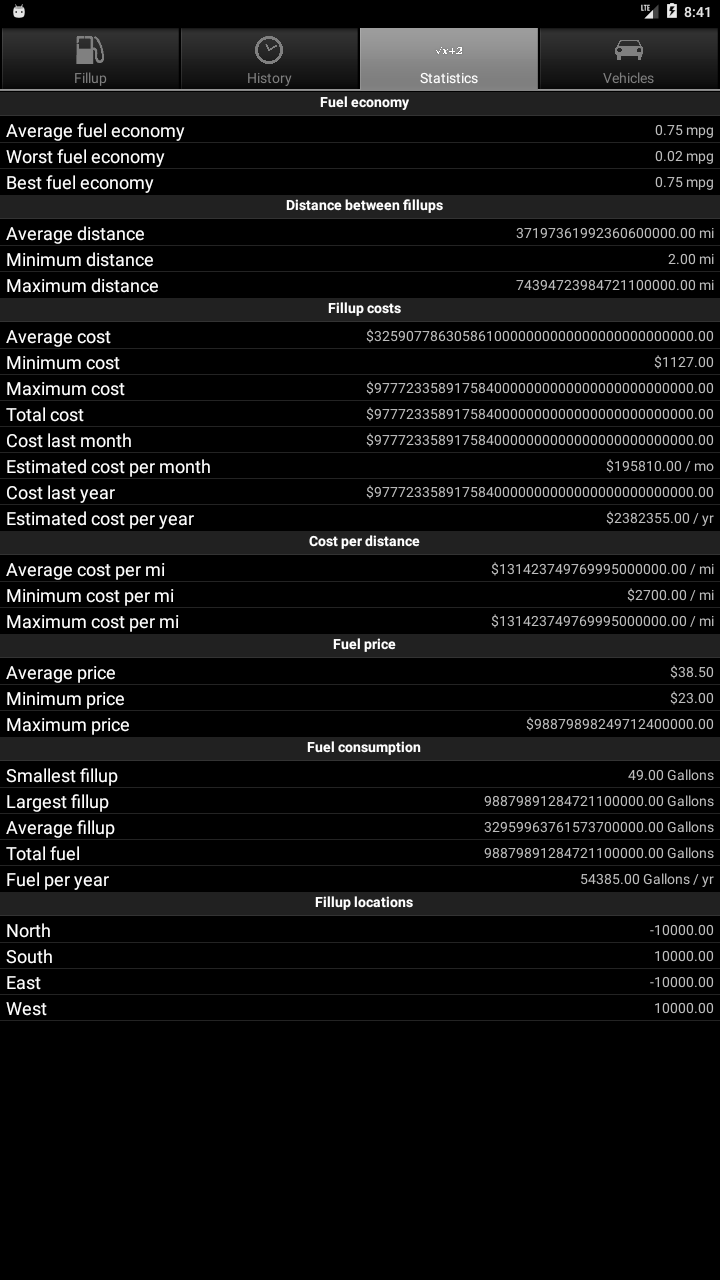 LTE 8:41
√x+2
Fillup History Statistics Vehicles
Fuel economy
Average fuel economy 0.75 mpg
Worst fuel economy 0.02 mpg
Best fuel economy 0.75 mpg
Distance between fillups
Average distance 37197361992360600000.00 mi
Minimum distance 2.00 mi
Maximum distance 74394723984721100000.00 mi
Fillup costs
Average cost $3259077863058610000000000000000000000000.00
Minimum cost $1127.00
Maximum cost $9777233589175840000000000000000000000000.00
Total cost $9777233589175840000000000000000000000000.00
Cost last month $9777233589175840000000000000000000000000.00
Estimated cost per month $195810.00 / mo
Cost last year $9777233589175840000000000000000000000000.00
Estimated cost per year $2382355.00 / yr
Cost per distance
Average cost per mi $131423749769995000000.00 / mi
Minimum cost per mi $2700.00 / mi
Maximum cost per mi $131423749769995000000.00 / mi
Fuel price
Average price $38.50
Minimum price $23.00
Maximum price $98879898249712400000.00
Fuel consumption
Smallest fillup 49.00 Gallons
Largest fillup 98879891284721100000.00 Gallons
Average fillup 32959963761573700000.00 Gallons
Total fuel 98879891284721100000.00 Gallons
Fuel per year 54385.00 Gallons / yr
Fillup locations
North -10000.00
South 10000.00
East -10000.00
West 10000.00